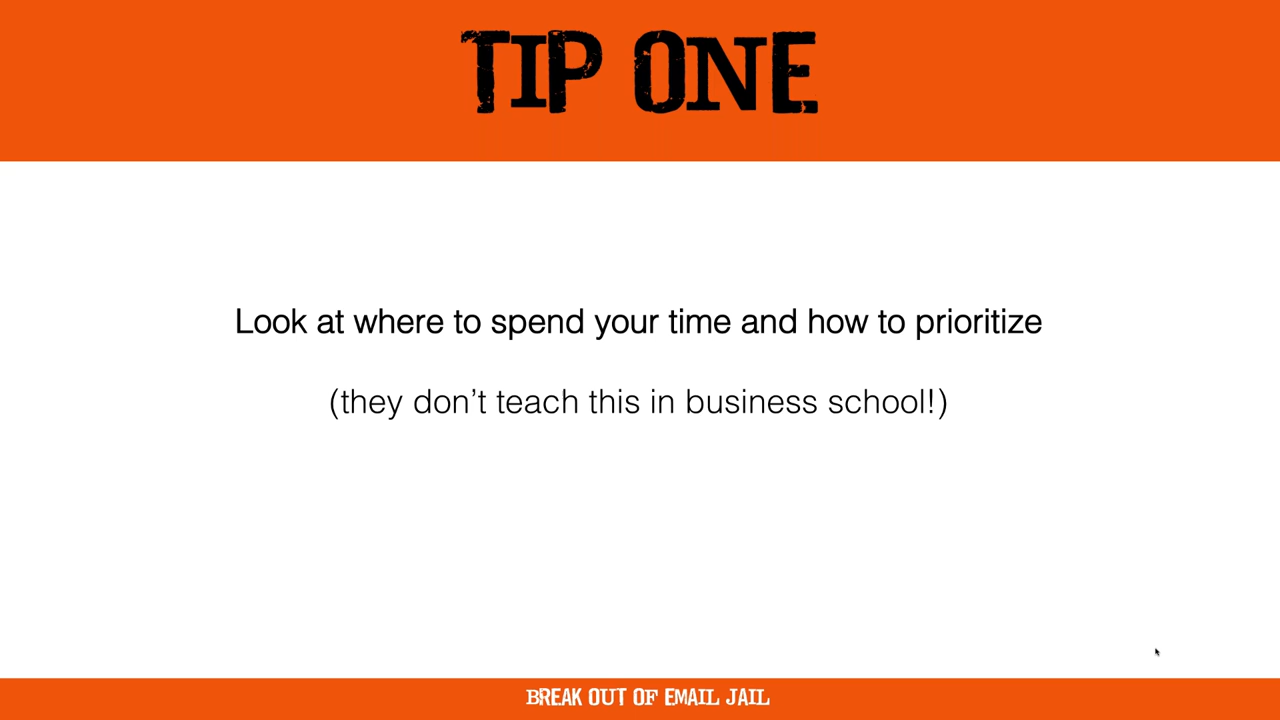 TIP ONE
Look at where to spend your time and how to prioritize
(they don’t teach this in business school!)
BREAK OUT OF EMAIL JAIL